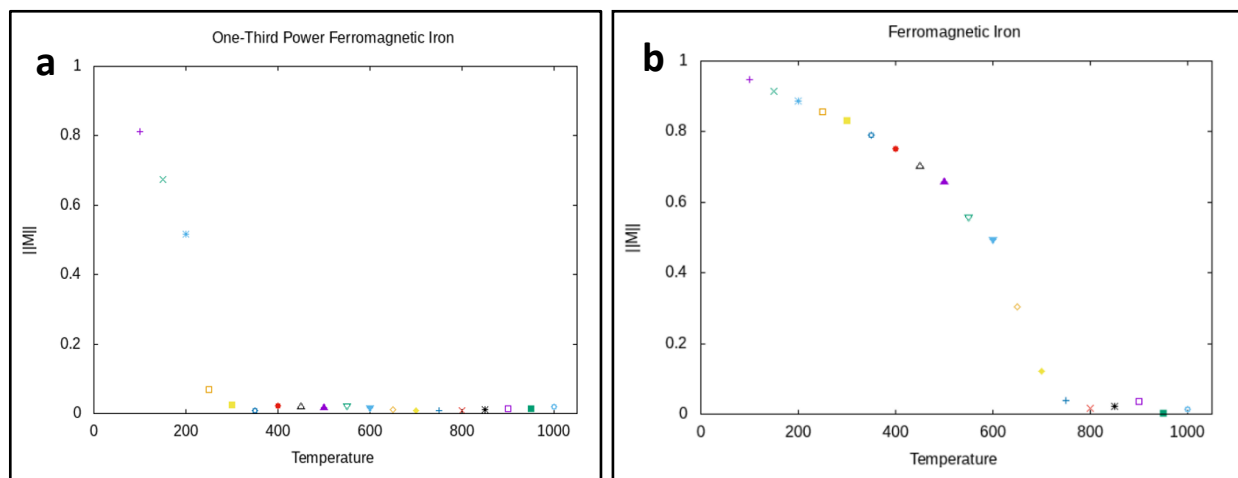 a
One-Third Power Ferromagnetic Iron
1
0.8
0.6
0.4
0.2
0
||M||
0 200 400 600 800 1000
Temperature
b
Ferromagnetic Iron
1
0.8
0.6
0.4
0.2
0
||M||
0 200 400 600 800 1000
Temperature